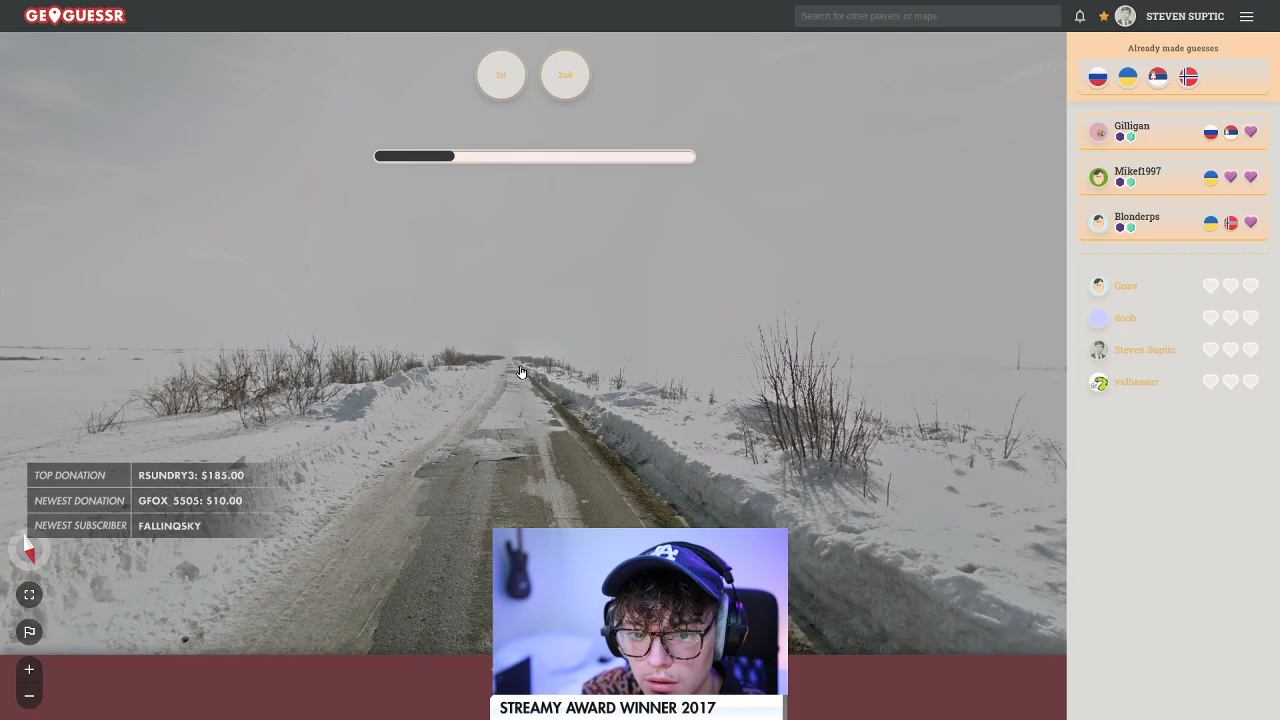 GEOGUESSR
Search for other players or maps
STEVEN SUPTIC
Already made guesses
1st
2nd
Gilligan
Mikef1997
Blonderps
Gnav
doob
Steven Suptic
valbasaur
TOP DONATION RSUNDRY3: $185.00
NEWEST DONATION GFOX_5505: $10.00
NEWEST SUBSCRIBER FALLINQSKY
STREAMY AWARD WINNER 2017